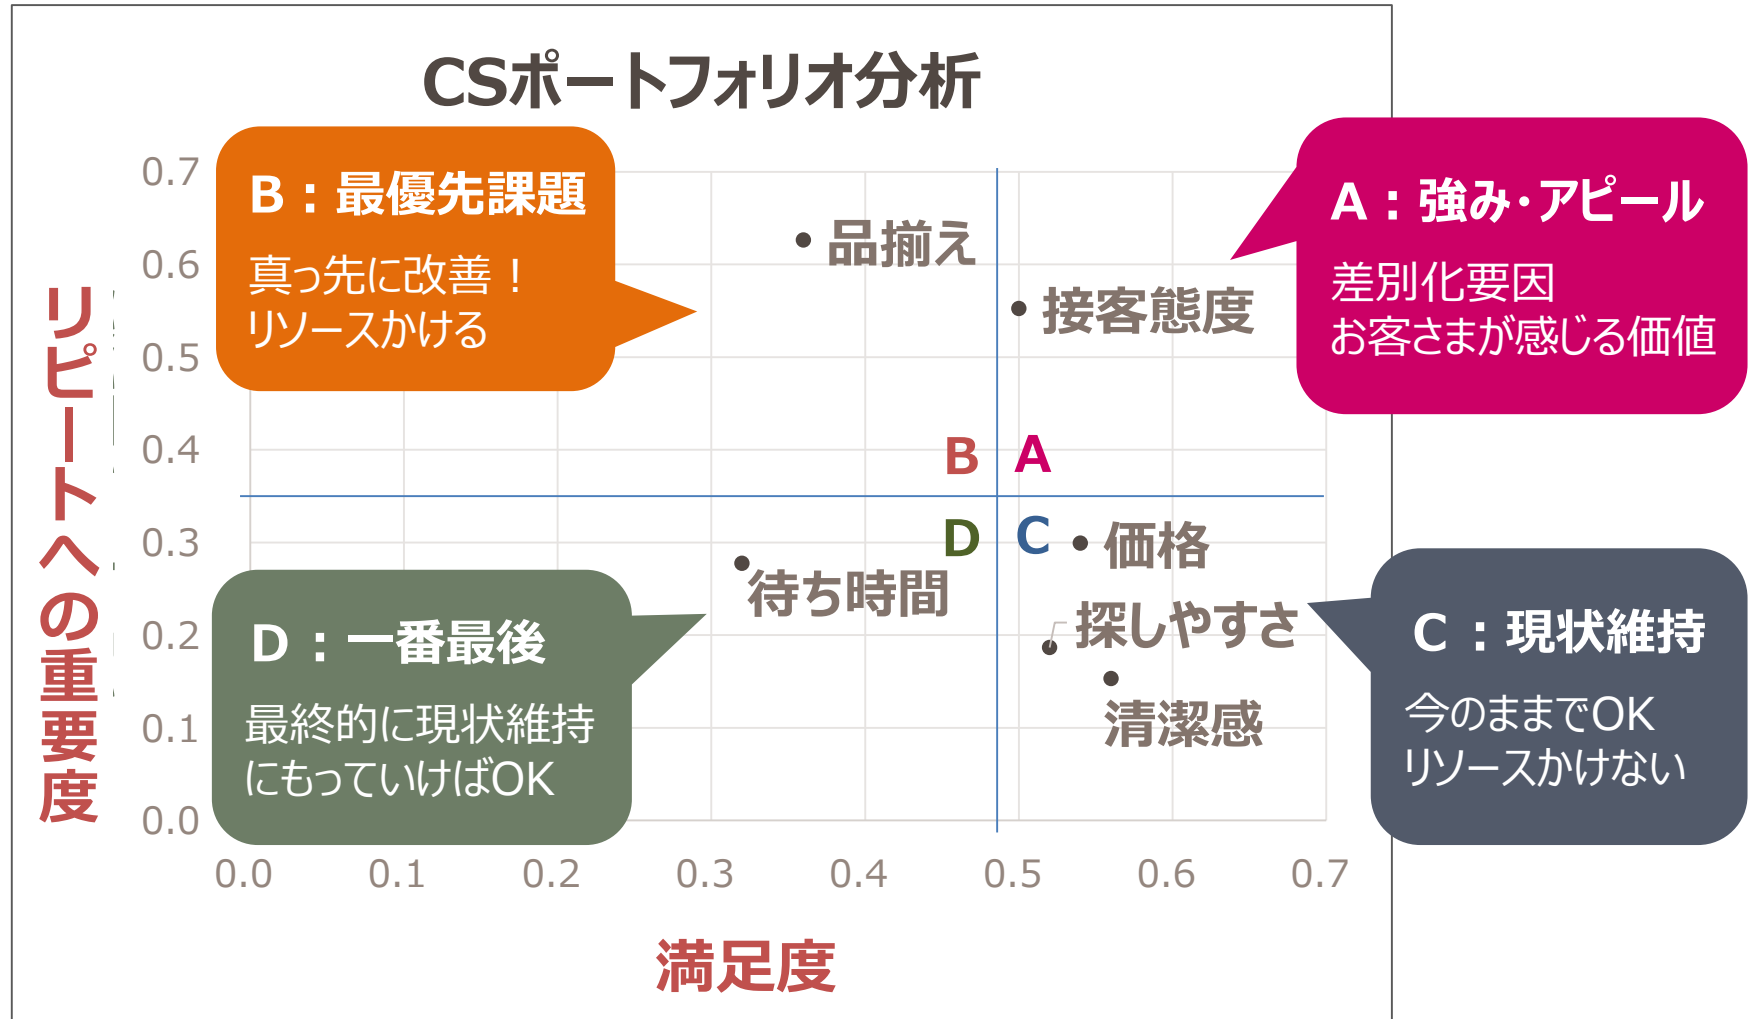 CSポートフォリオ分析
B：最優先課題
真っ先に改善！
リソースかける
A：強み・アピール
差別化要因
お客さまが感じる価値
リピートへの重要度
0.7
0.6
0.5
0.4
0.3
0.2
0.1
0.0
品揃え
接客態度
B
A
D
C
価格
待ち時間
探しやすさ
清潔感
D：一番最後
最終的に現状維持
にもっていけばOK
C：現状維持
今のままでOK
リソースかけない
0.0
0.1
0.2
0.3
0.4
0.5
0.6
0.7
満足度